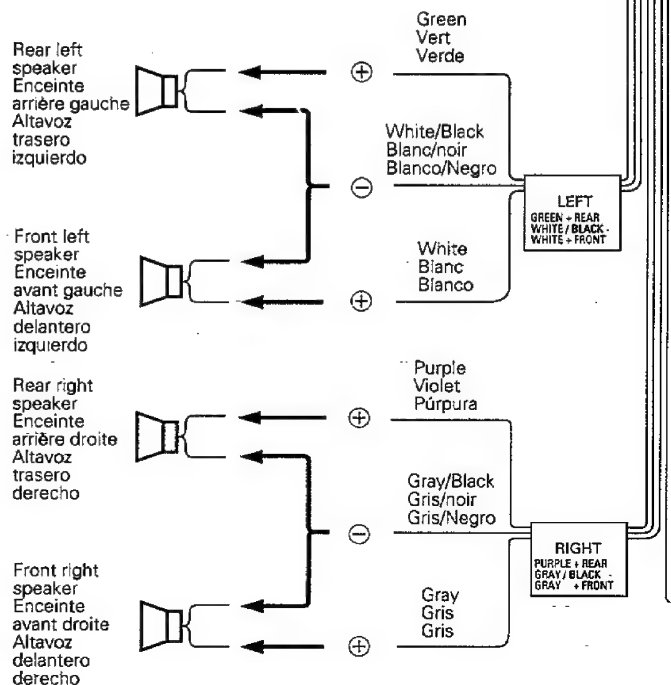 Rear left
speaker
Enceinte
arrière gauche
Altavoz
trasero
izquierdo
Green
Vert
Verde
White/Black
Blanc/noir
Blanco/Negro
LEFT
GREEN + REAR
WHITE / BLACK -
WHITE + FRONT
Front left
speaker
Enceinte
avant gauche
Altavoz
delantero
izquierdo
White
Blanc
Blanco
Rear right
speaker
Enceinte
arrière droite
Altavoz
trasero
derecho
Purple
Violet
Púrpura
Gray/Black
Gris/noir
Gris/Negro
RIGHT
PURPLE + REAR
GRAY / BLACK -
GRAY + FRONT
Front right
speaker
Enceinte
avant droite
Altavoz
delantero
derecho
Gray
Gris
Gris